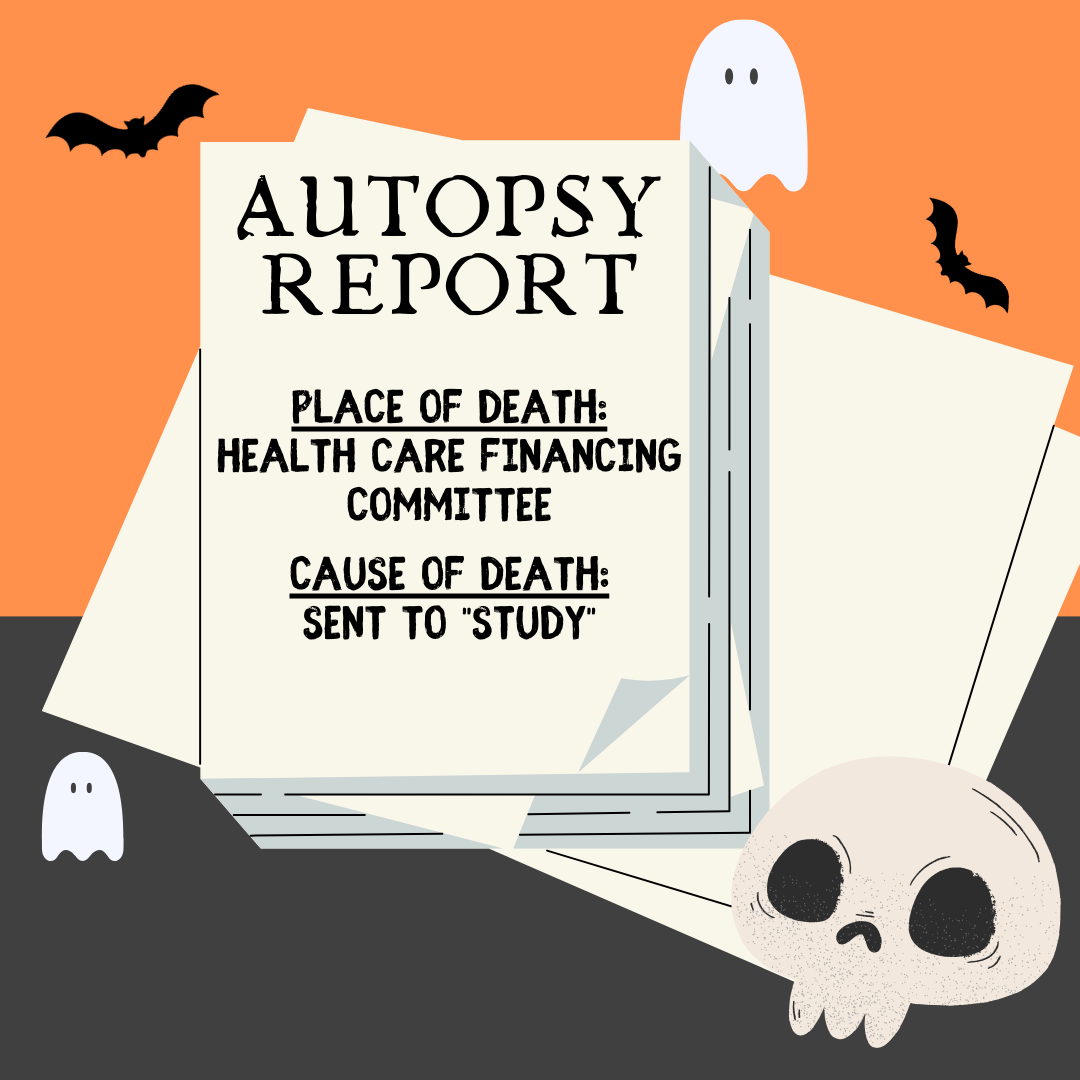 AUTOPSY
REPORT
PLACE OF DEATH:
HEALTH CARE FINANCING
COMMITTEE
CAUSE OF DEATH:
SENT TO "STUDY"